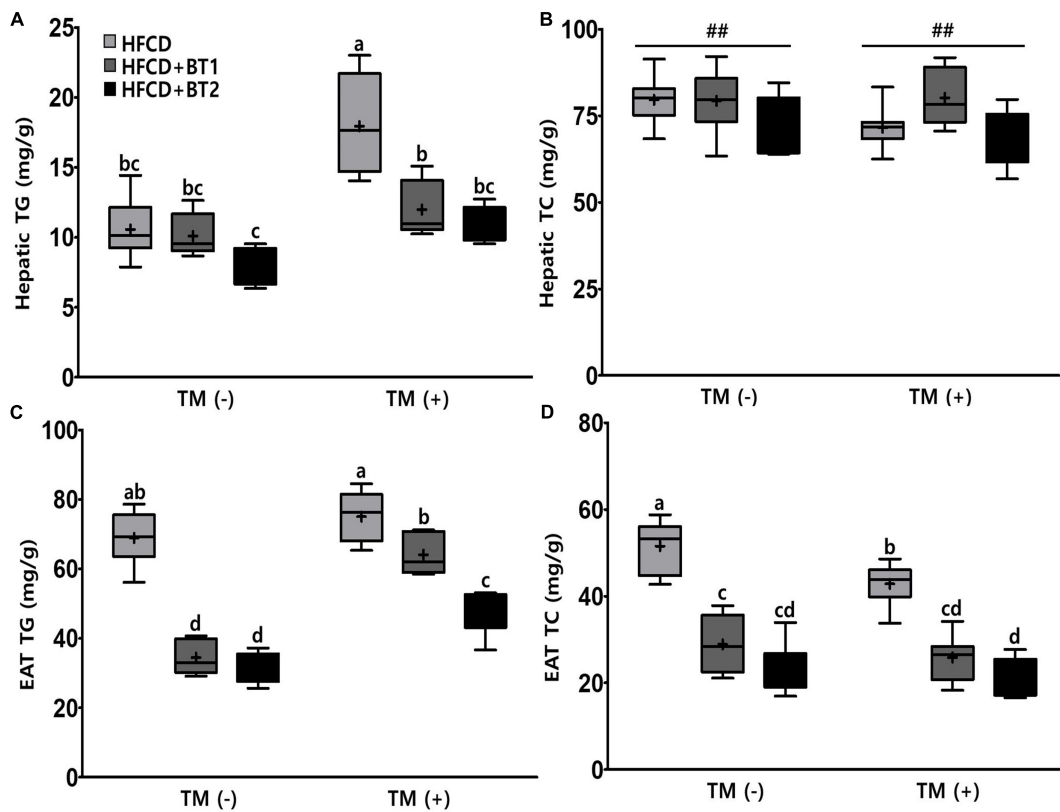 A
Hepatic TG (mg/g)
25
20
15
10
5
0
HFCD
HFCD+BT1
HFCD+BT2
bc
bc
c
a
b
bc
TM (-)
TM (+)
B
Hepatic TC (mg/g)
100
75
50
25
0
##
##
TM (-)
TM (+)
C
EAT TG (mg/g)
100
80
60
40
20
0
ab
d
d
a
b
c
TM (-)
TM (+)
D
EAT TC (mg/g)
80
60
40
20
0
a
c
cd
b
cd
d
TM (-)
TM (+)